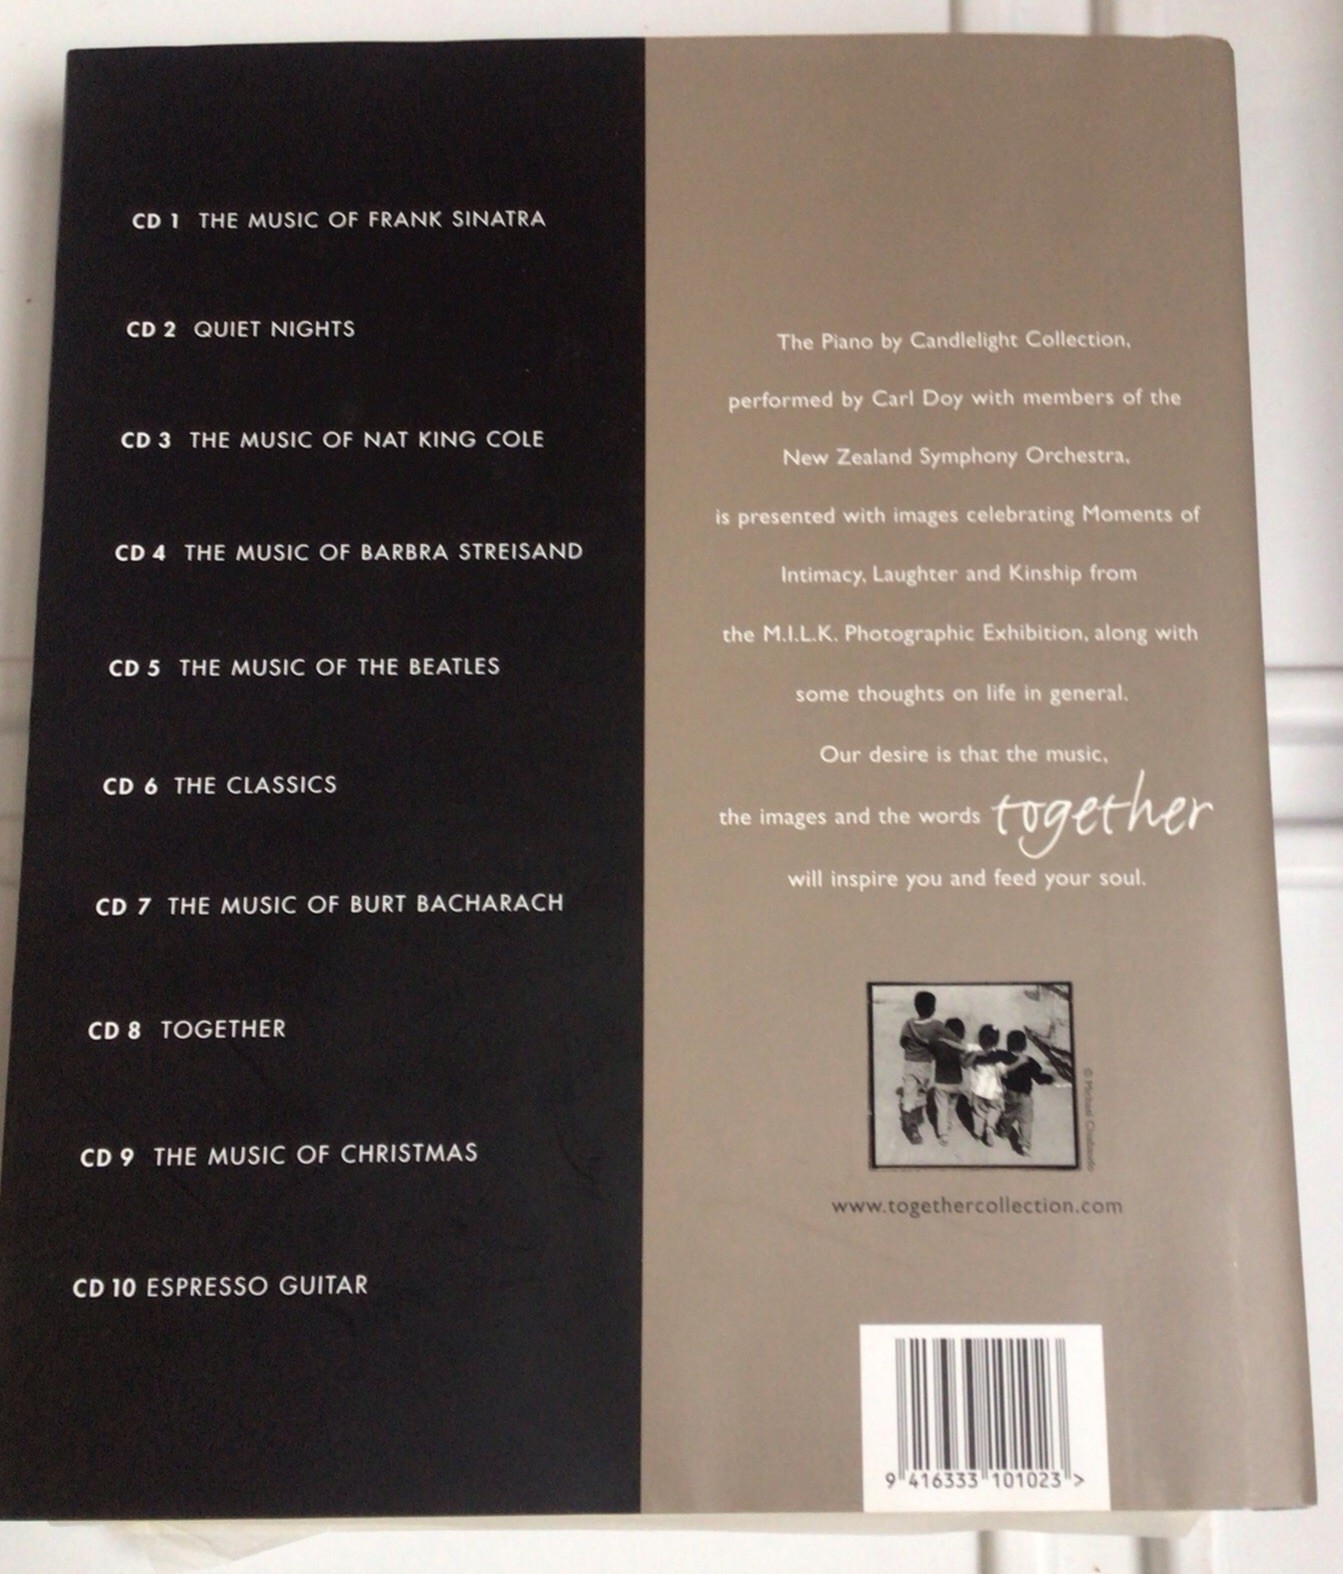 CD 1 THE MUSIC OF FRANK SINATRA
CD 2 QUIET NIGHTS
CD 3 THE MUSIC OF NAT KING COLE
CD 4 THE MUSIC OF BARBRA STREISAND
CD 5 THE MUSIC OF THE BEATLES
CD 6 THE CLASSICS
CD 7 THE MUSIC OF BURT BACHARACH
CD 8 TOGETHER
CD 9 THE MUSIC OF CHRISTMAS
CD 10 ESPRESSO GUITAR
The Piano by Candlelight Collection,
performed by Carl Doy with members of the
New Zealand Symphony Orchestra,
is presented with images celebrating Moments of
Intimacy, Laughter and Kinship from
the M.I.L.K. Photographic Exhibition, along with
some thoughts on life in general.
Our desire is that the music,
the images and the words together
will inspire you and feed your soul.
© Michael
www.togethercollection.com
9 416333 101023 >